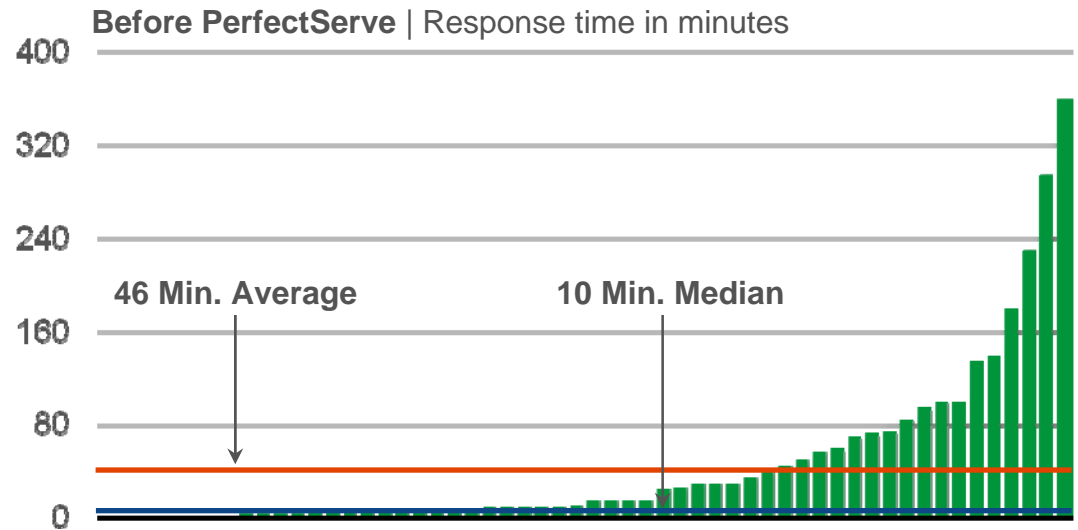 Before PerfectServe | Response time in minutes
400
320
240
46 Min. Average
10 Min. Median
160
80
0